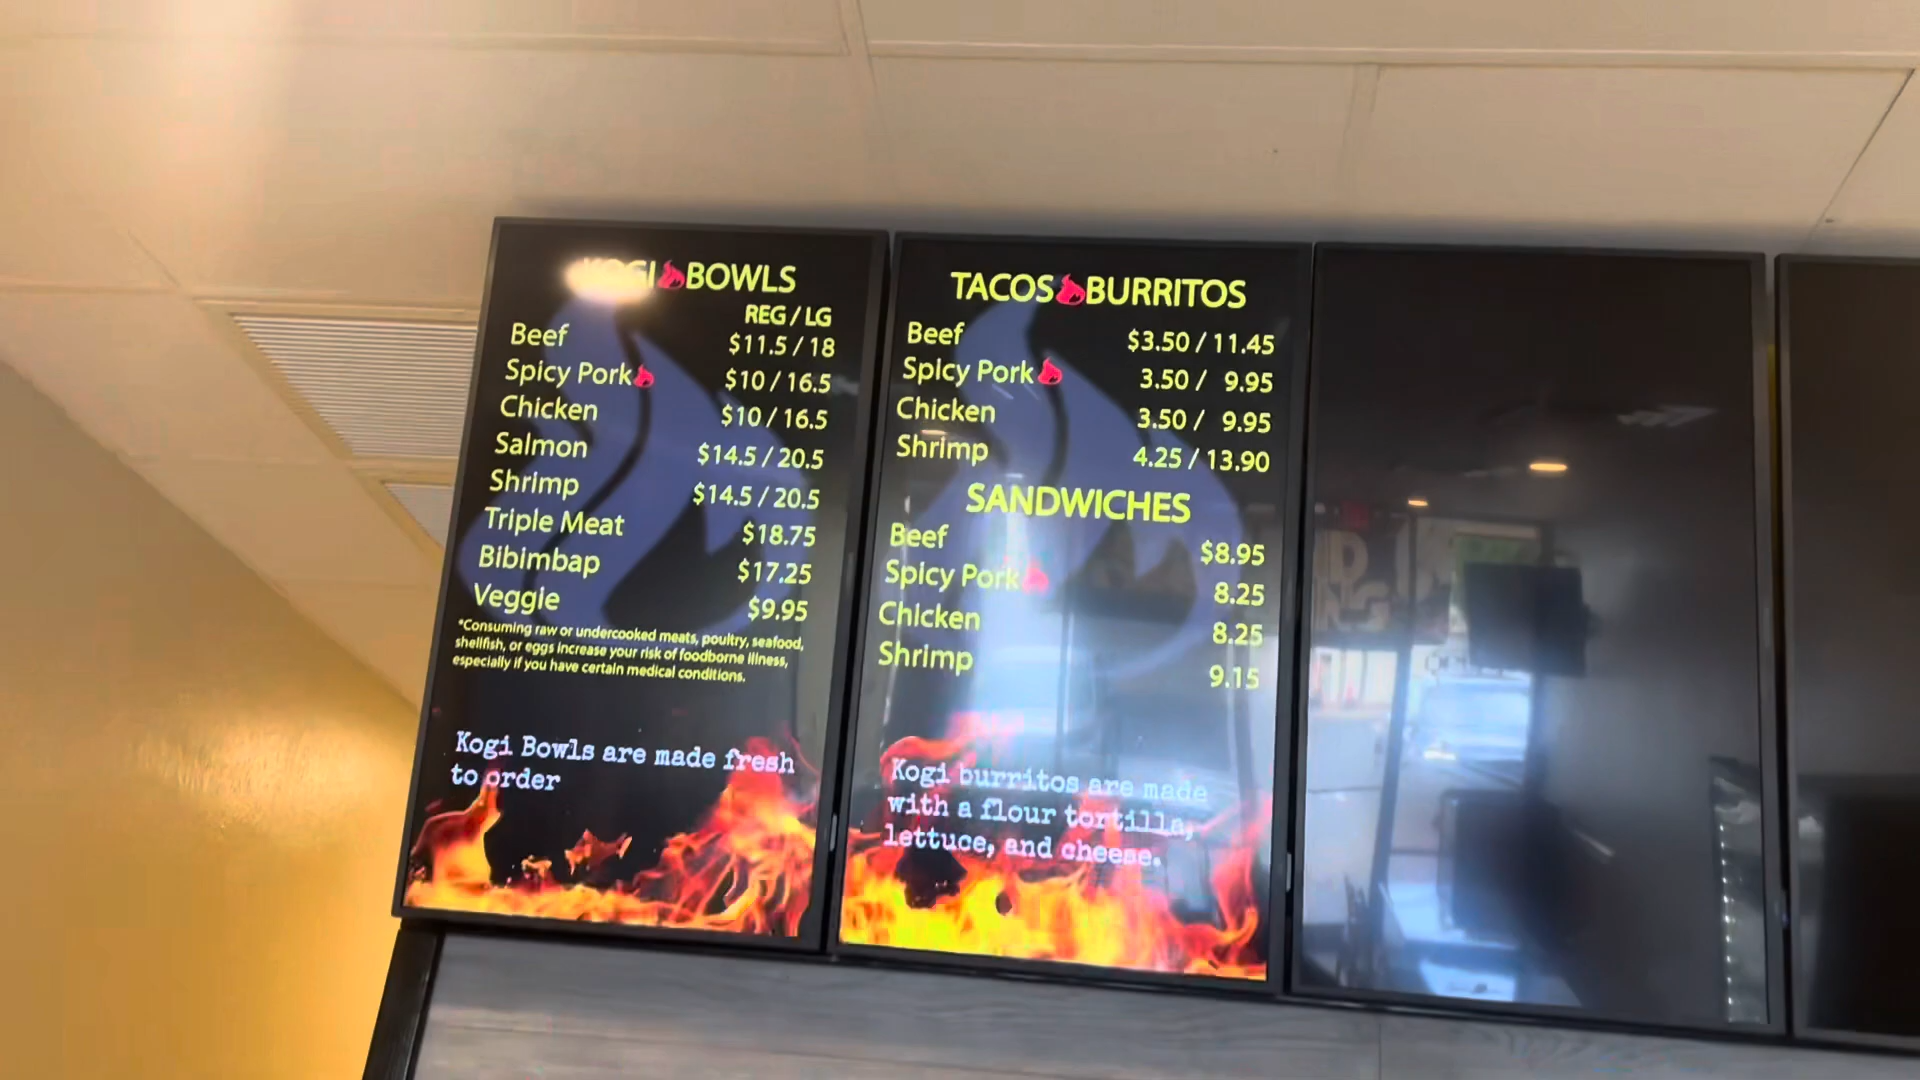 KOGI BOWLS
REG / LG
Beef $11.5 / 18
Spicy Pork $10 / 16.5
Chicken $10 / 16.5
Salmon $14.5 / 20.5
Shrimp $14.5 / 20.5
Triple Meat $18.75
Bibimbap $17.25
Veggie $9.95
*Consuming raw or undercooked meats, poultry, seafood,
shellfish, or eggs increase your risk of foodborne illness,
especially if you have certain medical conditions.
Kogi Bowls are made fresh
to order
TACOS BURRITOS
Beef $3.50 / 11.45
Spicy Pork 3.50 / 9.95
Chicken 3.50 / 9.95
Shrimp 4.25 / 13.90
SANDWICHES
Beef $8.95
Spicy Pork 8.25
Chicken 8.25
Shrimp 9.15
Kogi burritos are made
with a flour tortilla,
lettuce, and cheese.